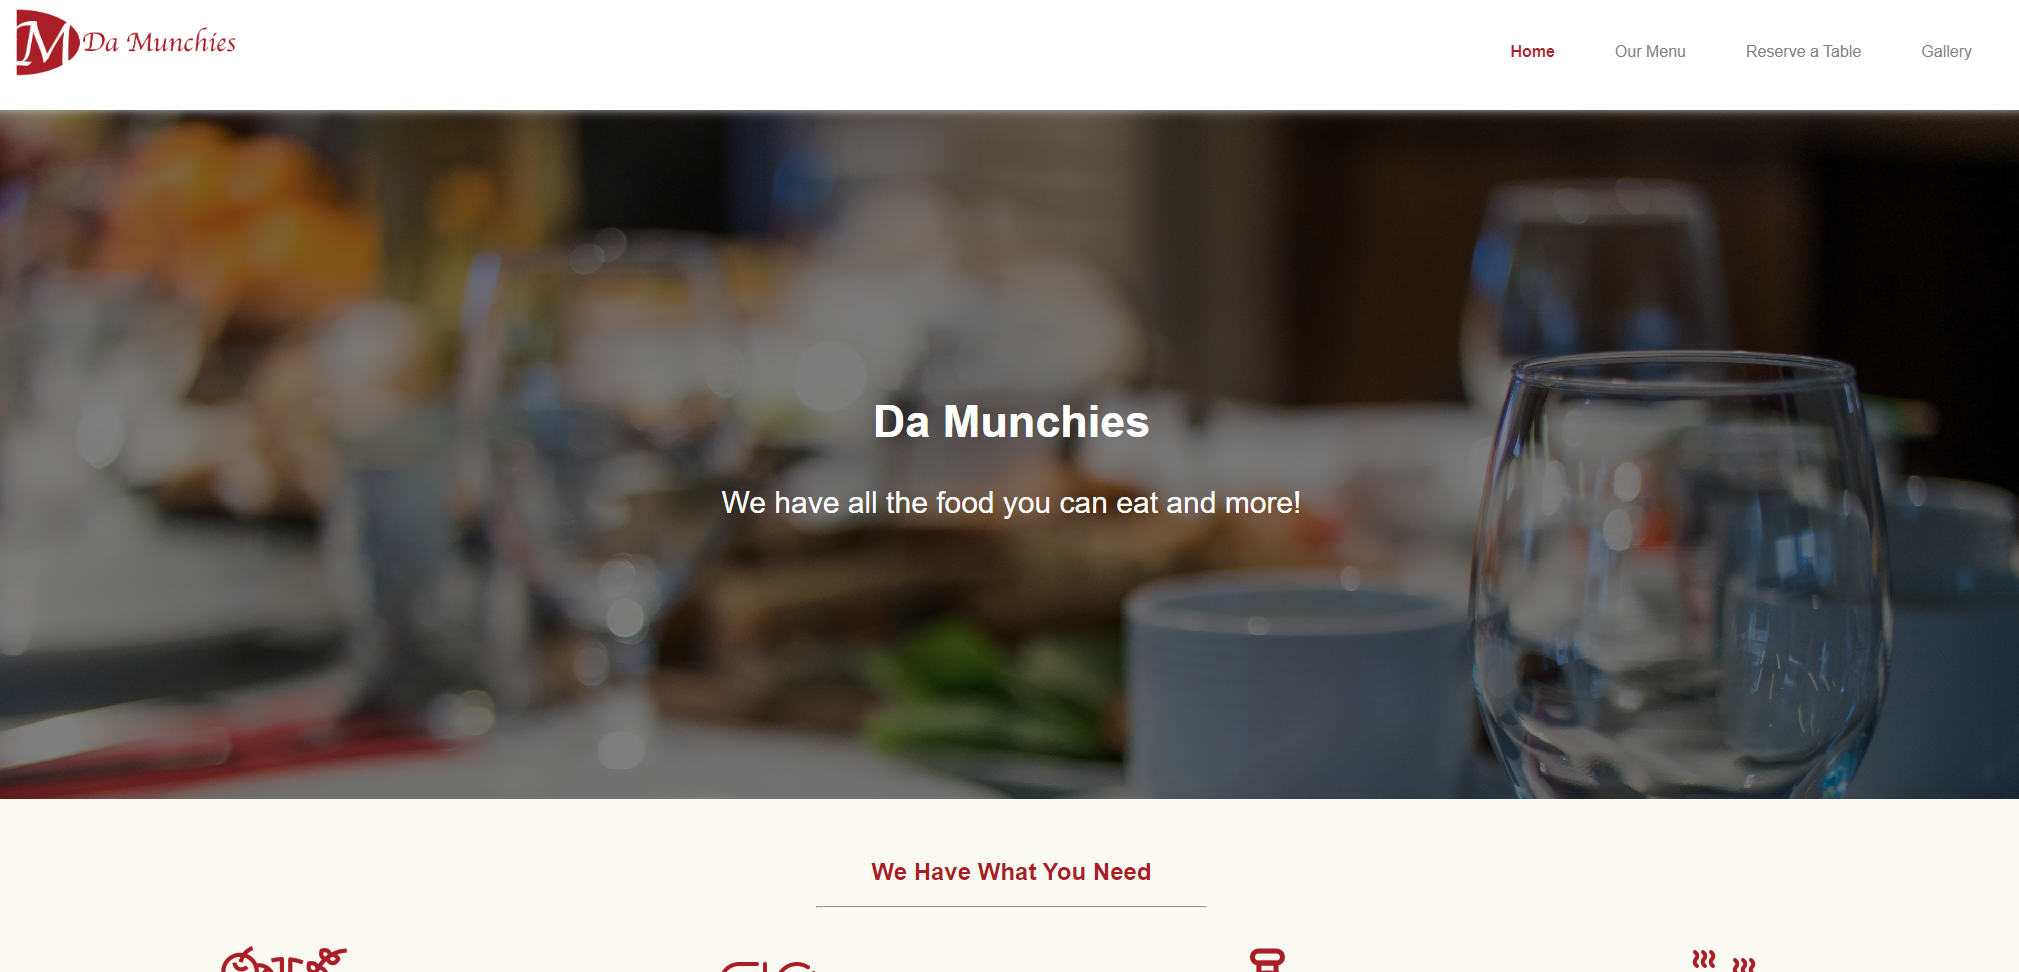 M Da Munchies
Home Our Menu Reserve a Table Gallery
Da Munchies
We have all the food you can eat and more!
We Have What You Need